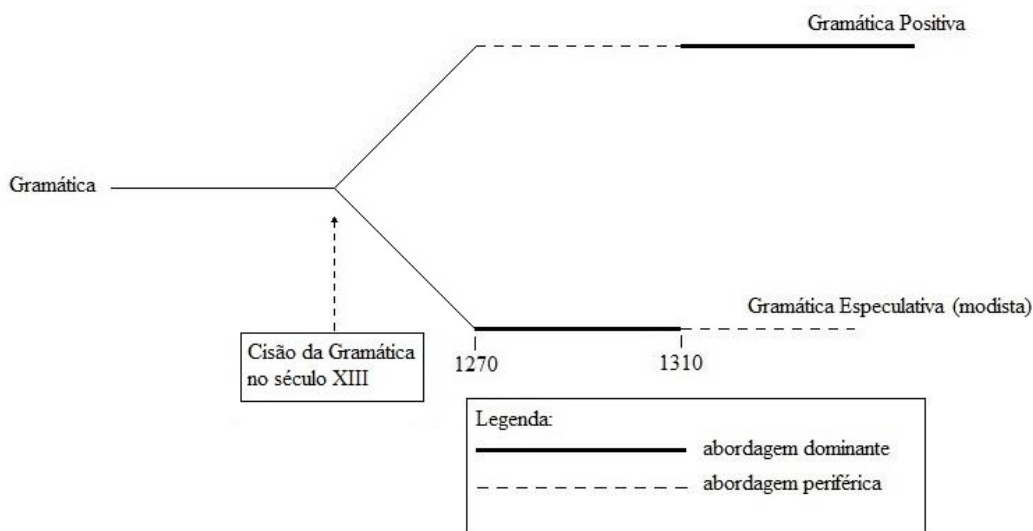 Gramática Positiva
Gramática
Gramática Especulativa (modista)
Cisão da Gramática
no século XIII
1270
1310
Legenda:
abordagem dominante
abordagem periférica